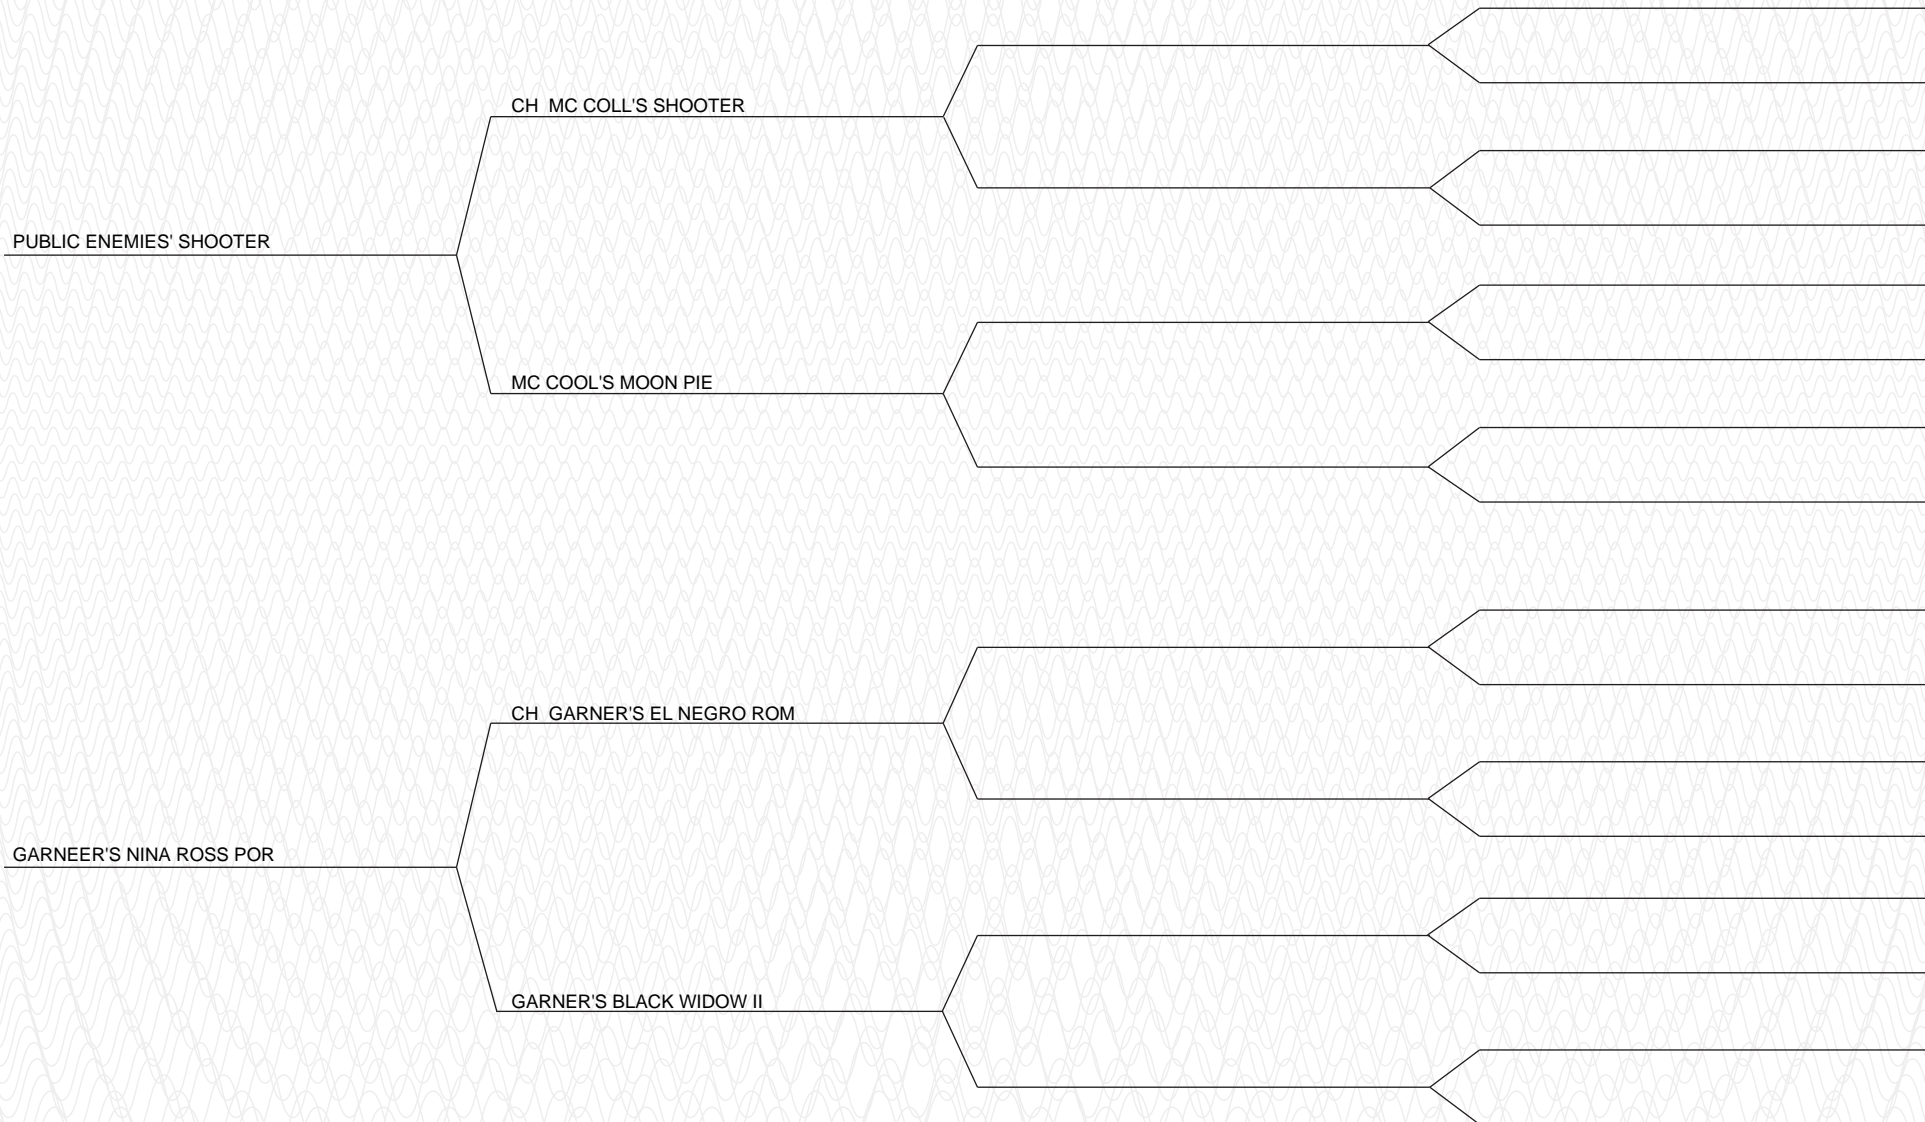 CH  MC COLL'S SHOOTER
PUBLIC ENEMIES' SHOOTER
MC COOL'S MOON PIE
CH  GARNER'S EL NEGRO ROM
GARNEER'S NINA ROSS POR
GARNER'S BLACK WIDOW II